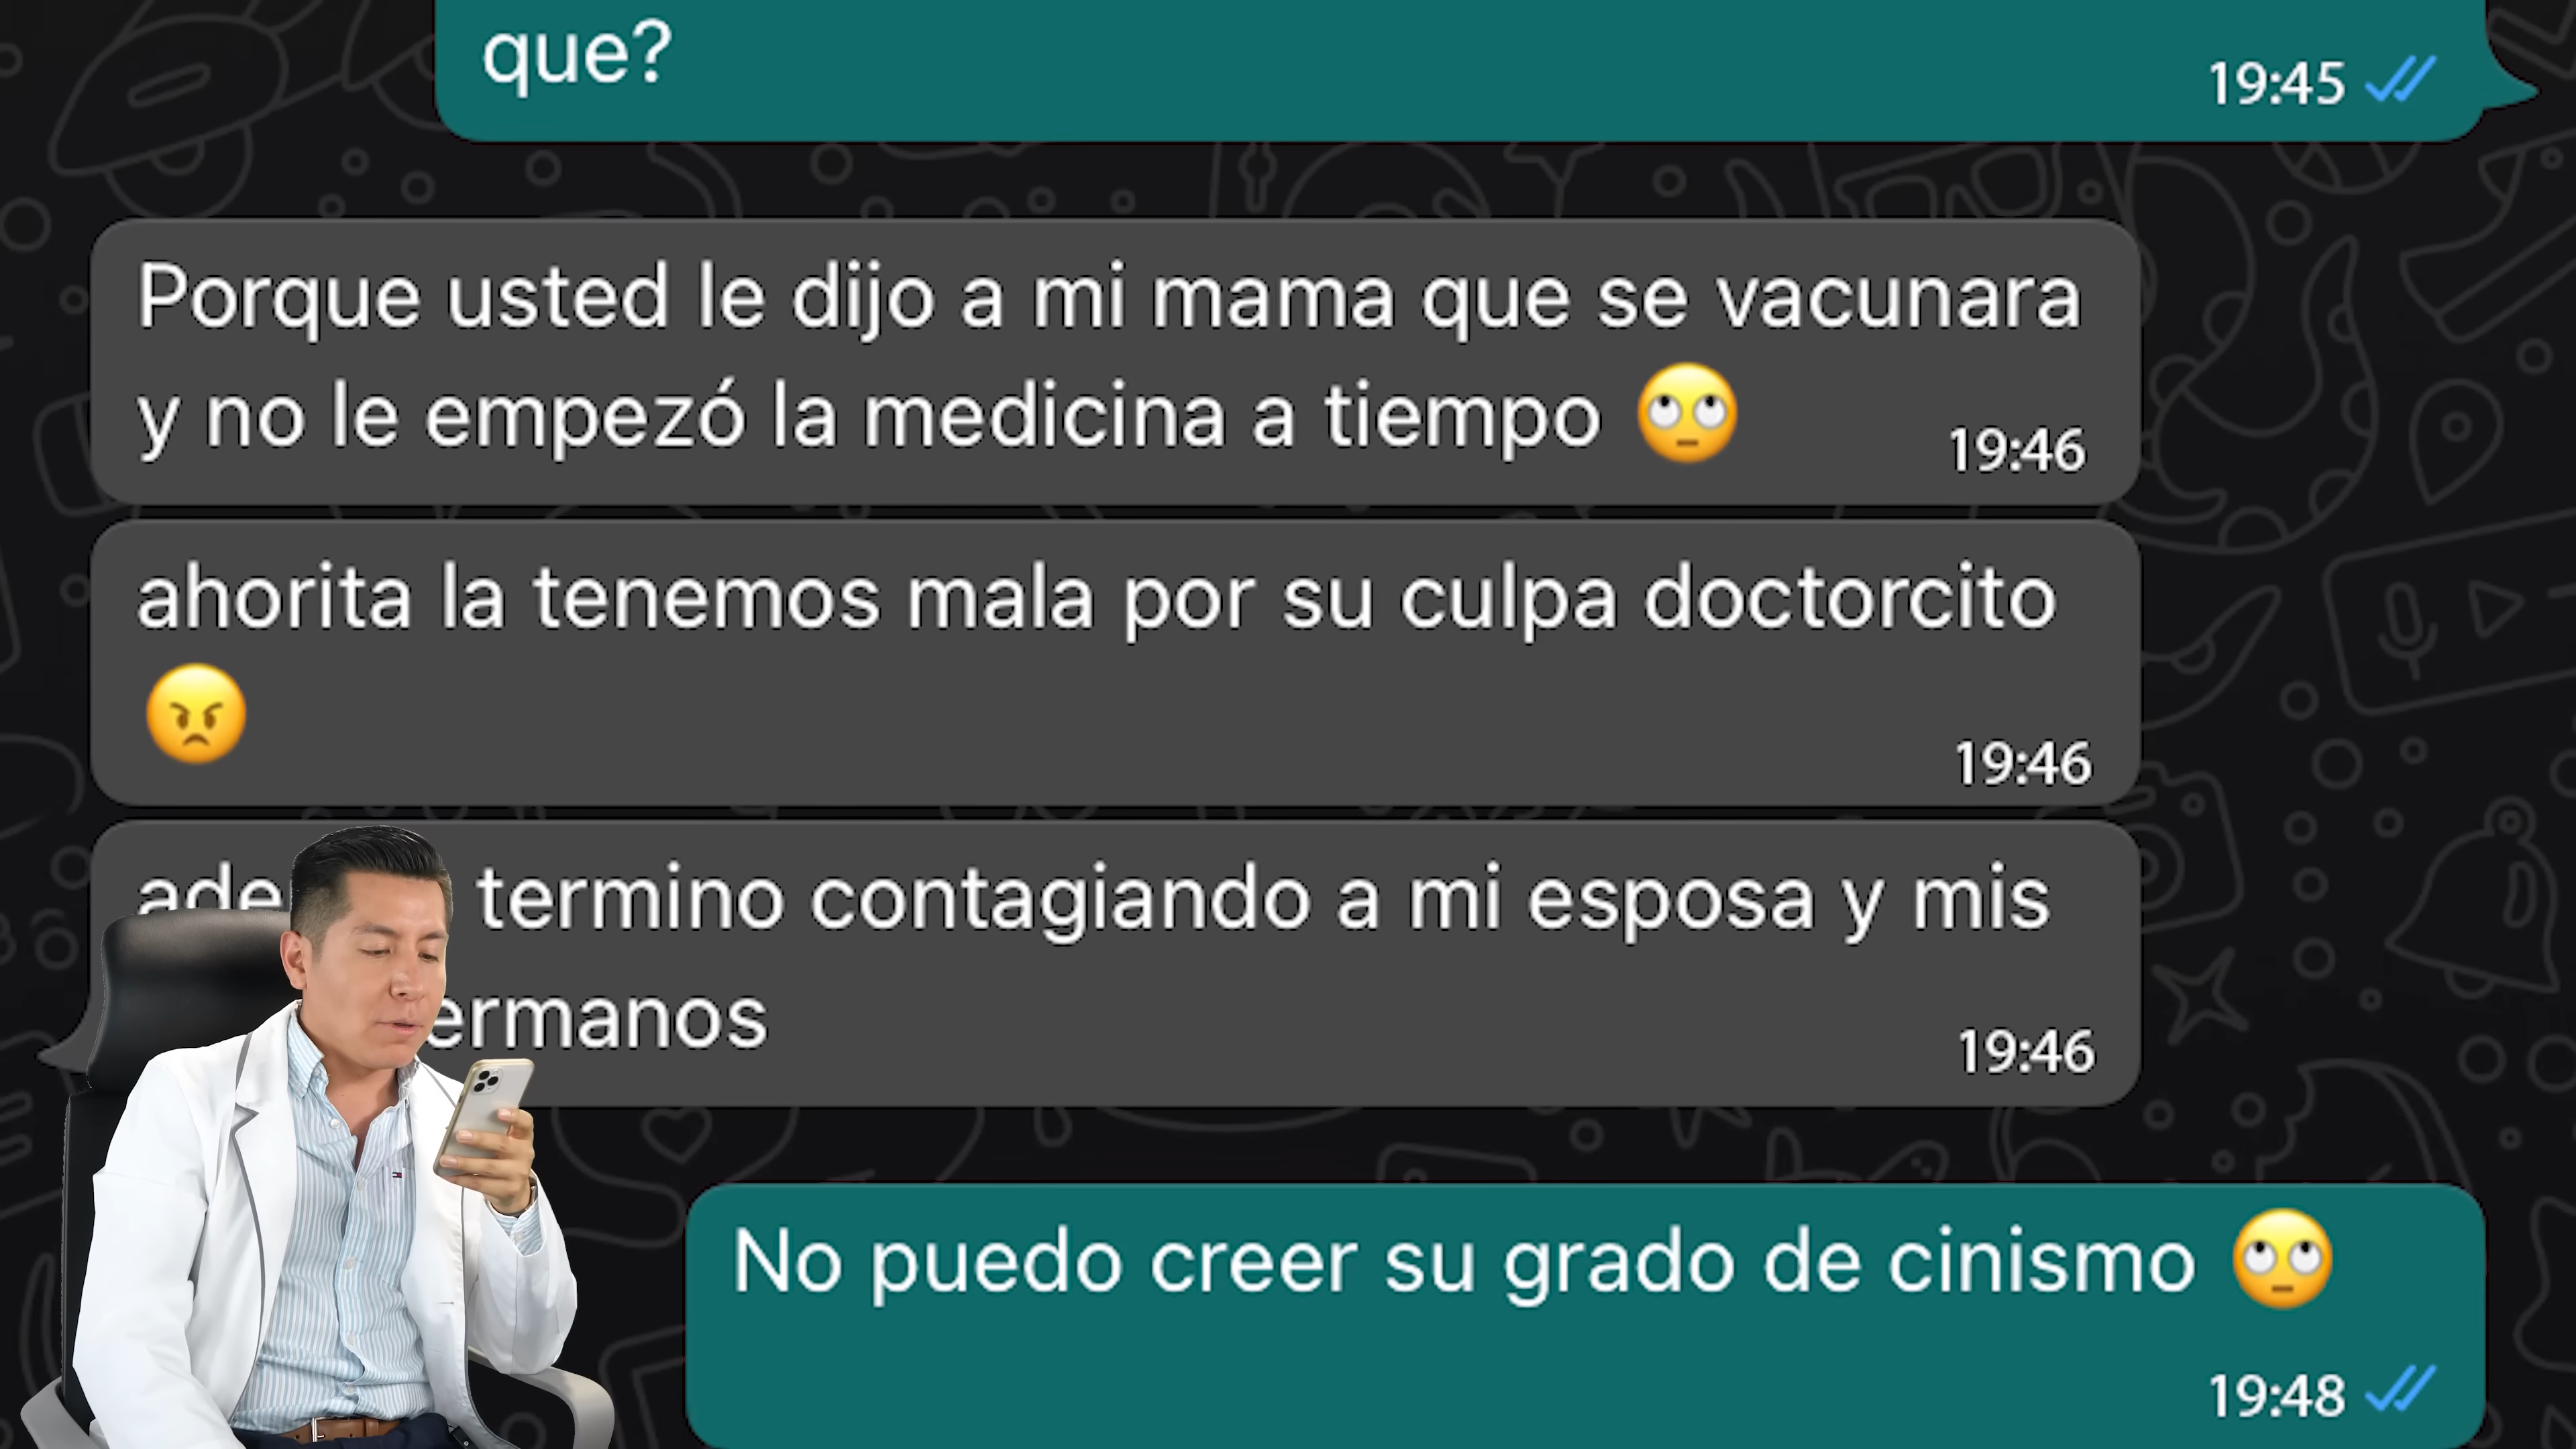 que?
19:45
Porque usted le dijo a mi mama que se vacunara
y no le empezó la medicina a tiempo 🙄
19:46
ahorita la tenemos mala por su culpa doctorcito
😠
19:46
termino contagiando a mi esposa y mis
19:46
No puedo creer su grado de cinismo 🙄
19:48